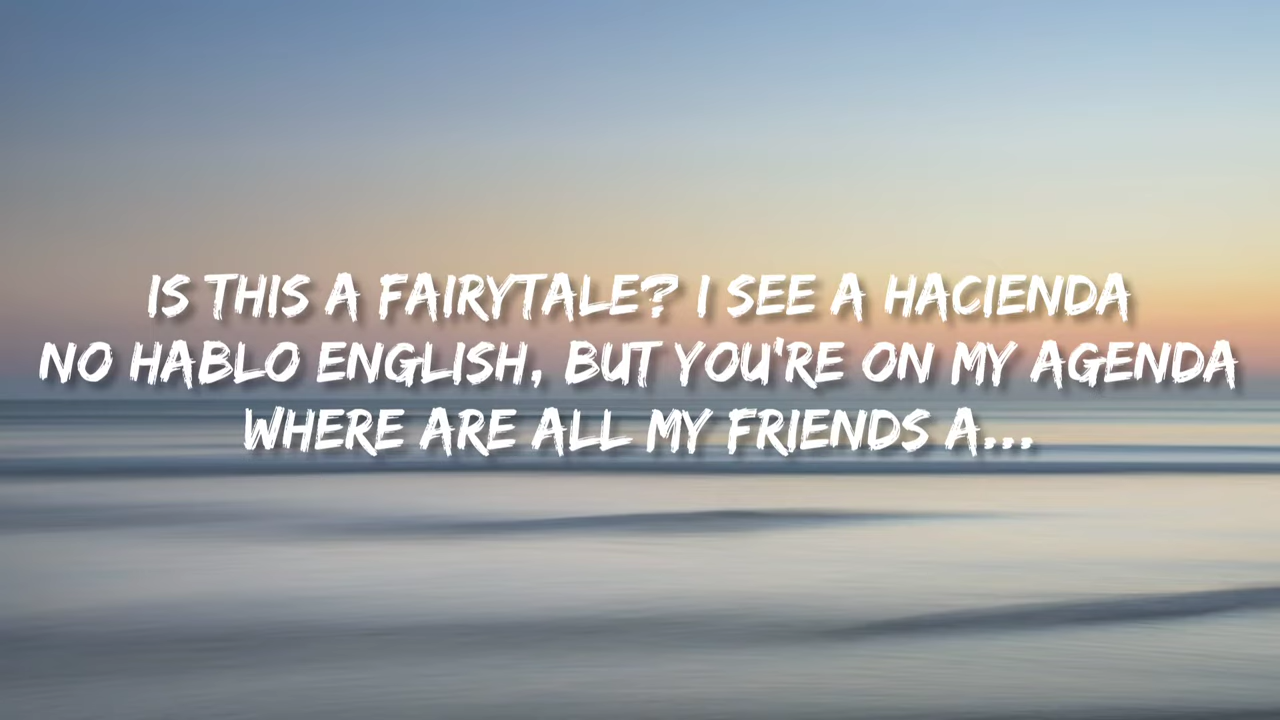 IS THIS A FAIRYTALE? I SEE A HACIENDA
NO HABLO ENGLISH, BUT YOU'RE ON MY AGENDA
WHERE ARE ALL MY FRIENDS A...